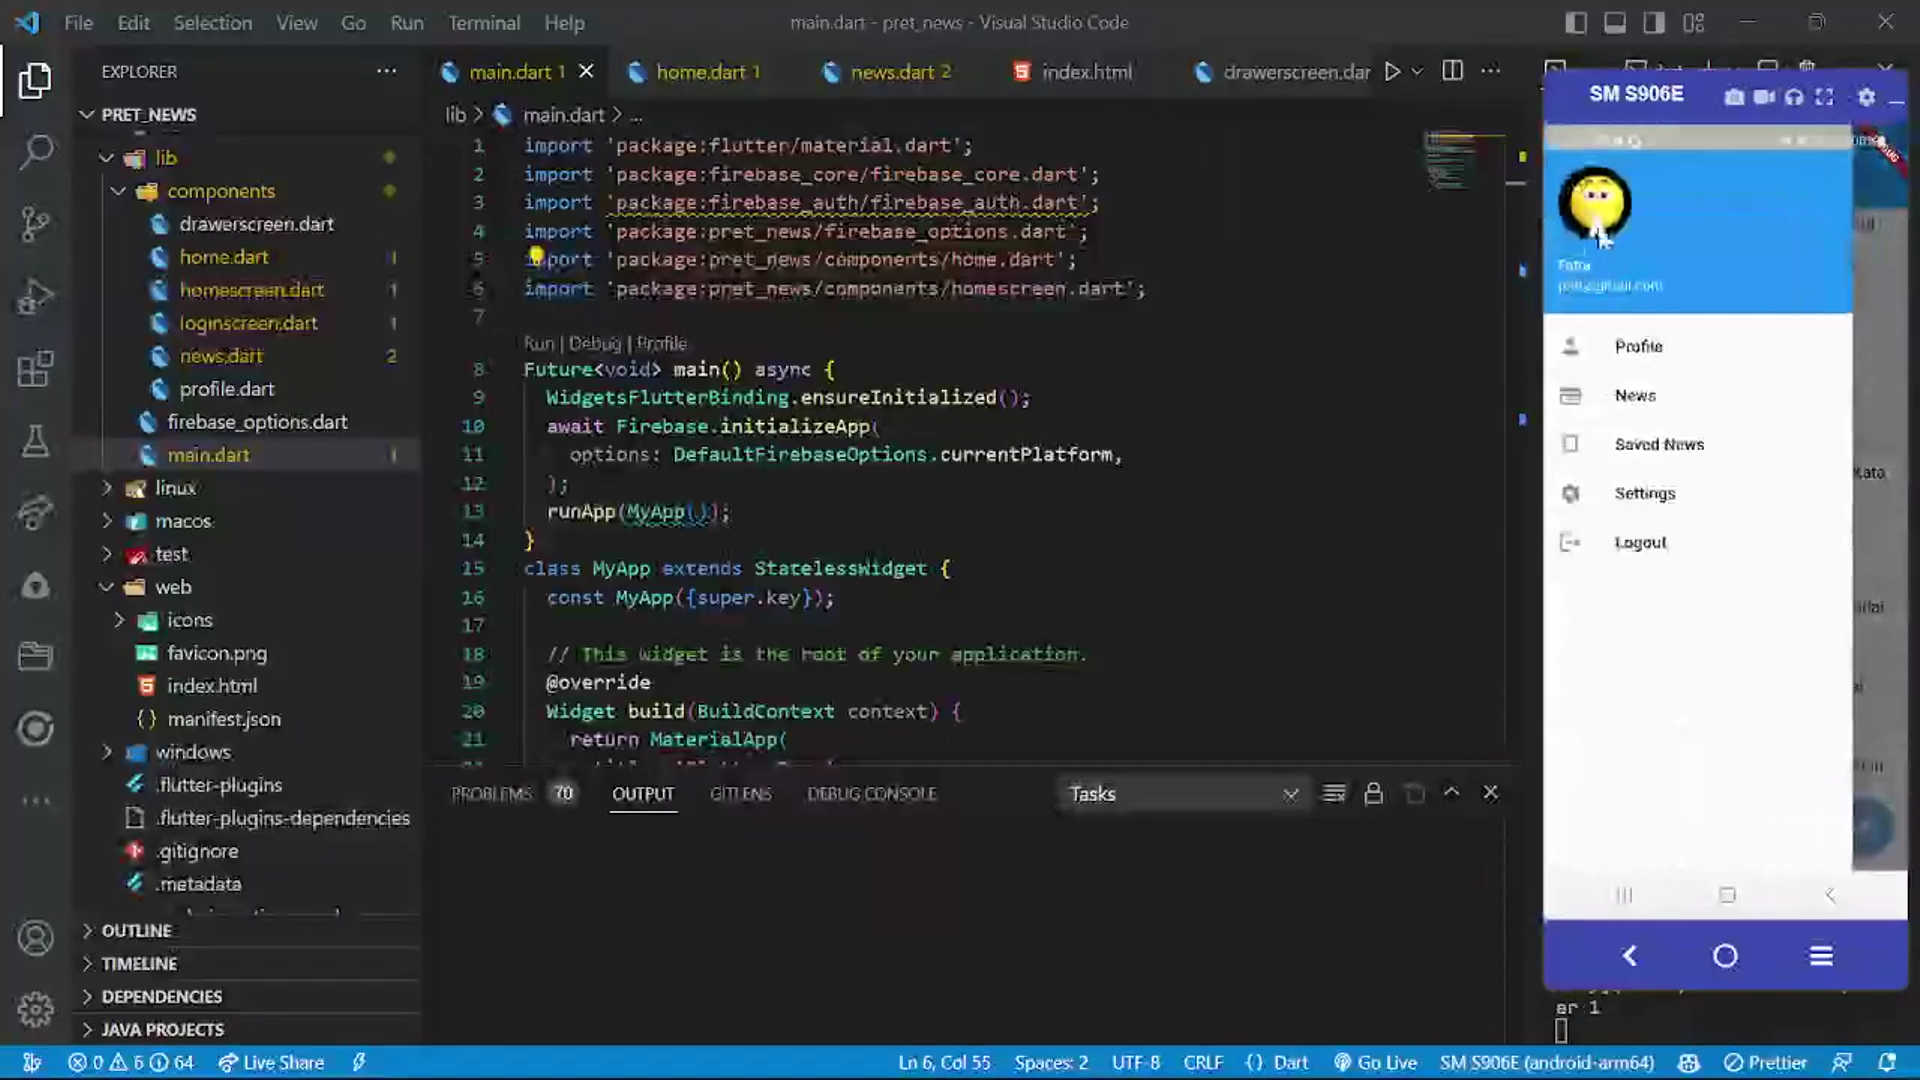 File Edit Selection View Go Run Terminal Help
main.dart - pret_news - Visual Studio Code
EXPLORER
PRET_NEWS
lib
components
drawerscreen.dart
home.dart 1
homescreen.dart 1
loginscreen.dart 1
news.dart 2
profile.dart
firebase_options.dart
main.dart 1
linux
macos
test
web
icons
favicon.png
index.html
manifest.json
windows
.flutter-plugins
.flutter-plugins-dependencies
.gitignore
.metadata
OUTLINE
TIMELINE
DEPENDENCIES
JAVA PROJECTS
main.dart 1 home.dart 1 news.dart 2 index.html drawerscreen.dar
lib > main.dart > ...
1 import 'package:flutter/material.dart';
2 import 'package:firebase_core/firebase_core.dart';
3 import 'package:firebase_auth/firebase_auth.dart';
4 import 'package:pret_news/firebase_options.dart';
5 import 'package:pret_news/components/home.dart';
6 import 'package:pret_news/components/homescreen.dart';
7
Run | Debug | Profile
8 Future<void> main() async {
9 WidgetsFlutterBinding.ensureInitialized();
10 await Firebase.initializeApp(
11 options: DefaultFirebaseOptions.currentPlatform,
12 );
13 runApp(MyApp());
14 }
15 class MyApp extends StatelessWidget {
16 const MyApp({super.key});
17
18 // This widget is the root of your application.
19 @override
20 Widget build(BuildContext context) {
21 return MaterialApp(
PROBLEMS 70 OUTPUT GITLENS DEBUG CONSOLE Tasks
SM S906E
Profile
News
Saved News
Settings
Logout
er 1
0 6 64 Live Share Ln 6, Col 55 Spaces: 2 UTF-8 CRLF {} Dart Go Live SM S906E (android-arm64) Prettier